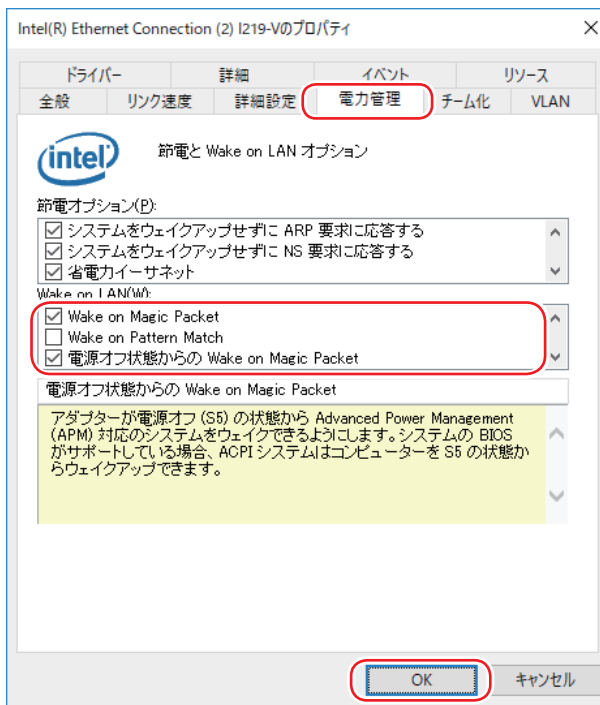 Intel(R) Ethernet Connection (2) I219-Vのプロパティ
ドライバー 詳細 イベント リソース
全般 リンク速度 詳細設定 電力管理 チーム化 VLAN
intel
節電と Wake on LAN オプション
節電オプション(P):
システムをウェイクアップせずに ARP 要求に応答する
システムをウェイクアップせずに NS 要求に応答する
省電力イーサネット
Wake on LAN(W):
Wake on Magic Packet
Wake on Pattern Match
電源オフ状態からの Wake on Magic Packet
電源オフ状態からの Wake on Magic Packet
アダプターが電源オフ (S5) の状態から Advanced Power Management
(APM) 対応のシステムをウェイクできるようにします。システムの BIOS
がサポートしている場合、ACPI システムはコンピューターを S5 の状態か
らウェイクアップできます。
OK キャンセル